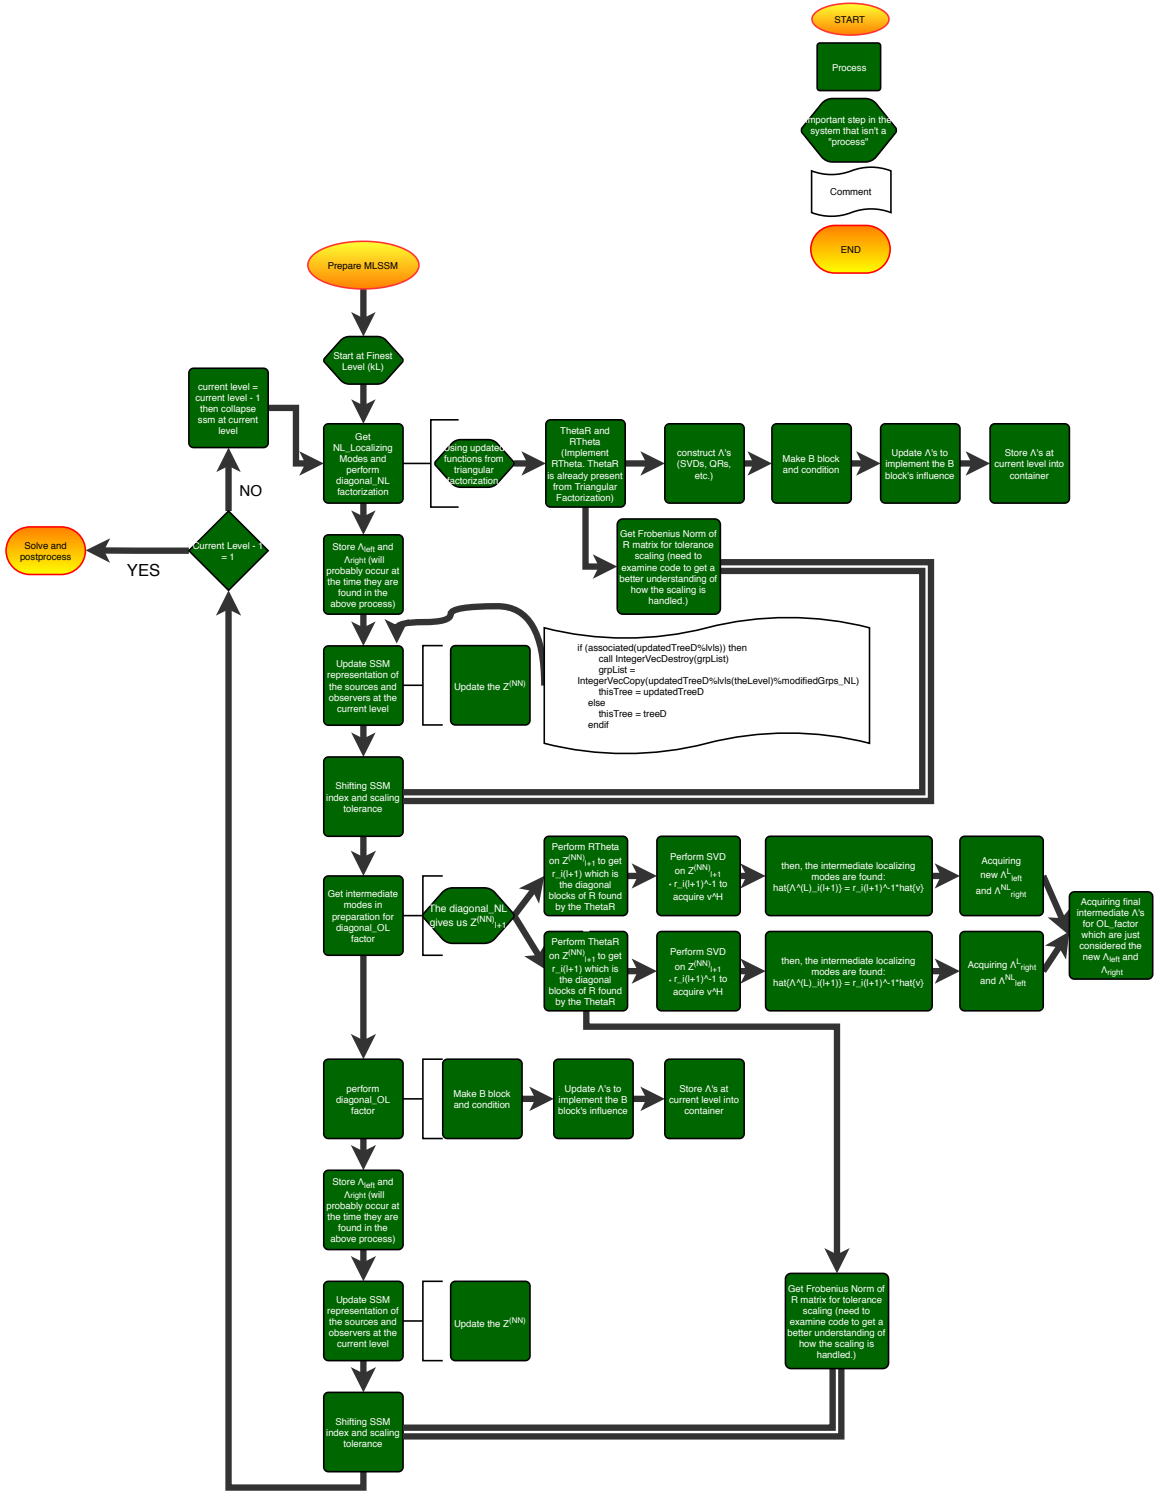 START
Process
Important step in the
system that isn't a
"process"
Comment
END
Prepare MLSSM
Start at Finest
Level (kL)
current level =
current level - 1
then collapse
ssm at current
level
Get
NL_Localizing
Modes and
perform
diagonal_NL
factorization
Using updated
functions from
triangular
factorization
ThetaR and
RTheta
(Implement
RTheta. ThetaR
is already present
from Triangular
Factorization)
construct Λ's
(SVDs, QRs,
etc.)
Make B block
and condition
Update Λ's to
implement the B
block's influence
Store Λ's at
current level into
container
NO
Current Level - 1
= 1
YES
Solve and
postprocess
Store Λleft and
Λright (will
probably occur at
the time they are
found in the
above process)
Get Frobenius Norm of
R matrix for tolerance
scaling (need to
examine code to get a
better understanding of
how the scaling is
handled.)
Update SSM
representation of
the sources and
observers at the
current level
Update the Z(NN)
if (associated(updatedTreeD%lvls)) then
call IntegerVecDestroy(grpList)
grpList =
IntegerVecCopy(updatedTreeD%lvls(theLevel)%modifiedGrps_NL)
thisTree = updatedTreeD
else
thisTree = treeD
endif
Shifting SSM
index and scaling
tolerance
Get intermediate
modes in
preparation for
diagonal_OL
factor
The diagonal_NL
gives us Z(NN)l+1
Perform RTheta
on Z(NN)l+1 to get
r_i(l+1) which is
the diagonal
blocks of R found
by the ThetaR
Perform SVD
on Z(NN)l+1
· r_i(l+1)^-1 to
acquire v^H
then, the intermediate localizing
modes are found:
hat{Λ^(L)_i(l+1)} = r_i(l+1)^-1*hat{v}
Acquiring
new ΛLleft
and ΛNLright
Perform ThetaR
on Z(NN)l+1 to get
r_i(l+1) which is
the diagonal
blocks of R found
by the ThetaR
Perform SVD
on Z(NN)l+1
· r_i(l+1)^-1 to
acquire v^H
then, the intermediate localizing
modes are found:
hat{Λ^(L)_i(l+1)} = r_i(l+1)^-1*hat{v}
Acquiring ΛLright
and ΛNLleft
Acquiring final
intermediate Λ's
for OL_factor
which are just
considered the
new Λleft and
Λright
perform
diagonal_OL
factor
Make B block
and condition
Update Λ's to
implement the B
block's influence
Store Λ's at
current level into
container
Store Λleft and
Λright (will
probably occur at
the time they are
found in the
above process)
Update SSM
representation of
the sources and
observers at the
current level
Update the Z(NN)
Get Frobenius Norm of
R matrix for tolerance
scaling (need to
examine code to get a
better understanding of
how the scaling is
handled.)
Shifting SSM
index and scaling
tolerance